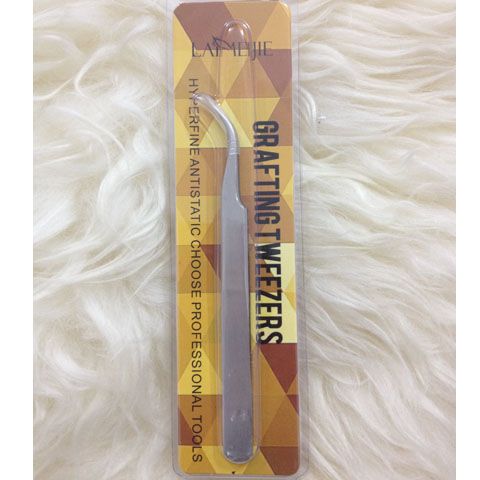 LAIMEIJIE
GRAFTING TWEEZERS
HYPERFINE ANTISTATIC CHOOSE PROFESSIONAL TOOLS